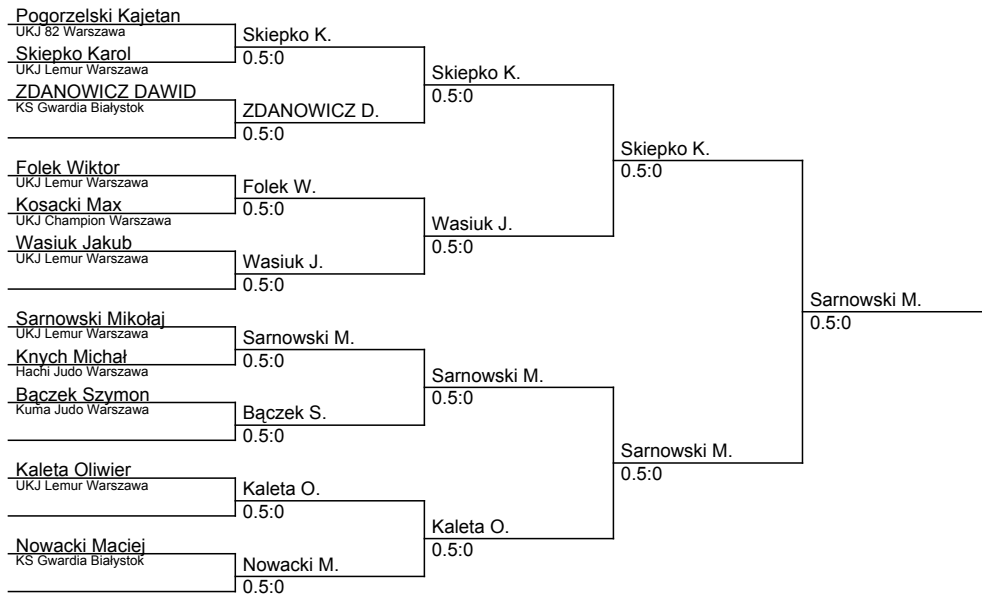 Pogorzelski Kajetan
UKJ 82 Warszawa
Skiepko Karol
UKJ Lemur Warszawa
ZDANOWICZ DAWID
KS Gwardia Białystok
Folek Wiktor
UKJ Lemur Warszawa
Kosacki Max
UKJ Champion Warszawa
Wasiuk Jakub
UKJ Lemur Warszawa
Sarnowski Mikołaj
UKJ Lemur Warszawa
Knych Michał
Hachi Judo Warszawa
Bączek Szymon
Kuma Judo Warszawa
Kaleta Oliwier
UKJ Lemur Warszawa
Nowacki Maciej
KS Gwardia Białystok
Skiepko K.
0.5:0
ZDANOWICZ D.
0.5:0
Folek W.
0.5:0
Wasiuk J.
0.5:0
Sarnowski M.
0.5:0
Bączek S.
0.5:0
Kaleta O.
0.5:0
Nowacki M.
0.5:0
Skiepko K.
0.5:0
Wasiuk J.
0.5:0
Sarnowski M.
0.5:0
Kaleta O.
0.5:0
Skiepko K.
0.5:0
Sarnowski M.
0.5:0
Sarnowski M.
0.5:0